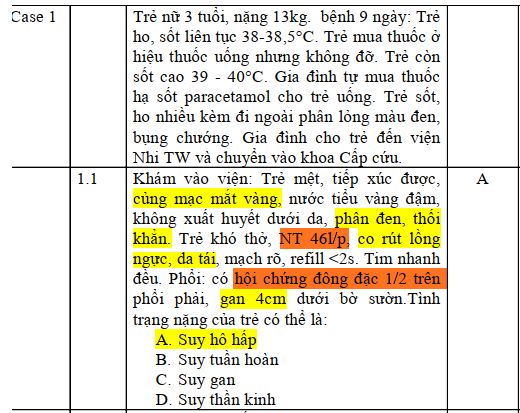 Case 1
Trẻ nữ 3 tuổi, nặng 13kg. bệnh 9 ngày: Trẻ
ho, sốt liên tục 38-38,5°C. Trẻ mua thuốc ở
hiệu thuốc uống nhưng không đỡ. Trẻ còn
sốt cao 39 - 40°C. Gia đình tự mua thuốc
hạ sốt paracetamol cho trẻ uống. Trẻ sốt,
ho nhiều kèm đi ngoài phân lỏng màu đen,
bụng chướng. Gia đình cho trẻ đến viện
Nhi TW và chuyển vào khoa Cấp cứu.
1.1
Khám vào viện: Trẻ mệt, tiếp xúc được,
củng mạc mắt vàng, nước tiểu vàng đậm,
không xuất huyết dưới da, phân đen, thối
khẳn. Trẻ khó thở, NT 46l/p, co rút lồng
ngực, da tái, mạch rõ, refill <2s. Tim nhanh
đều. Phổi: có hội chứng đông đặc 1/2 trên
phổi phải, gan 4cm dưới bờ sườn.Tình
trạng nặng của trẻ có thể là:
A. Suy hô hấp
B. Suy tuần hoàn
C. Suy gan
D. Suy thần kinh
A